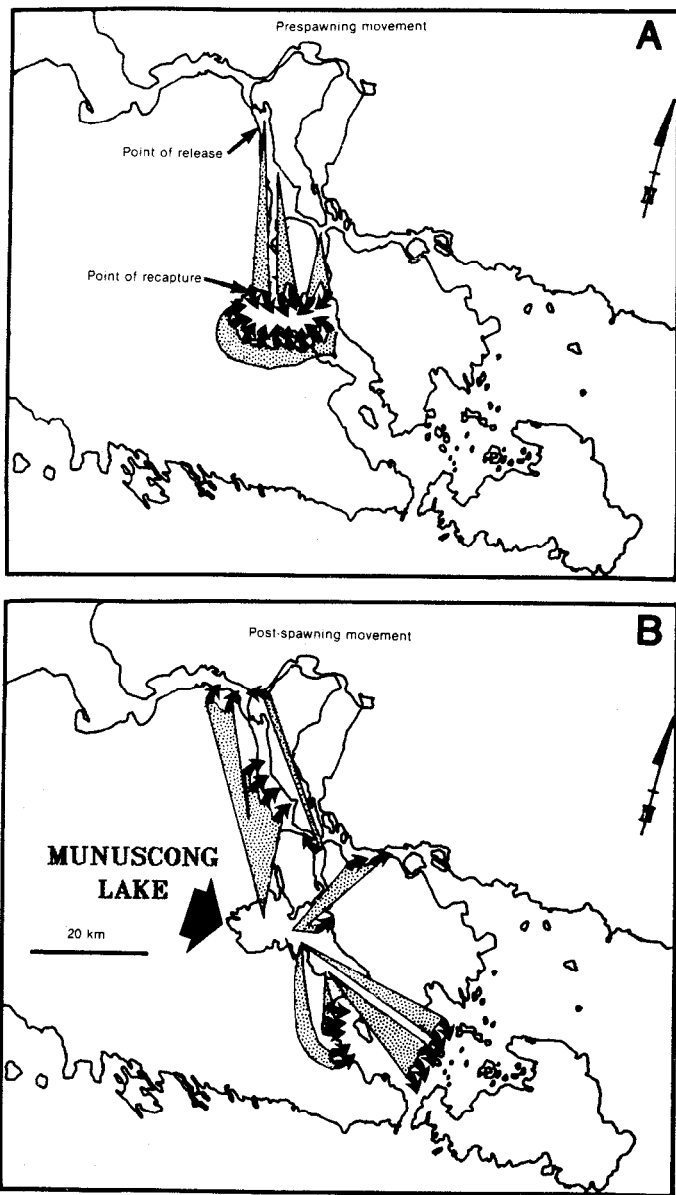 Prespawning movement
A
Point of release
N
Point of recapture
Post-spawning movement
B
N
MUNUSCONG
LAKE
20 km